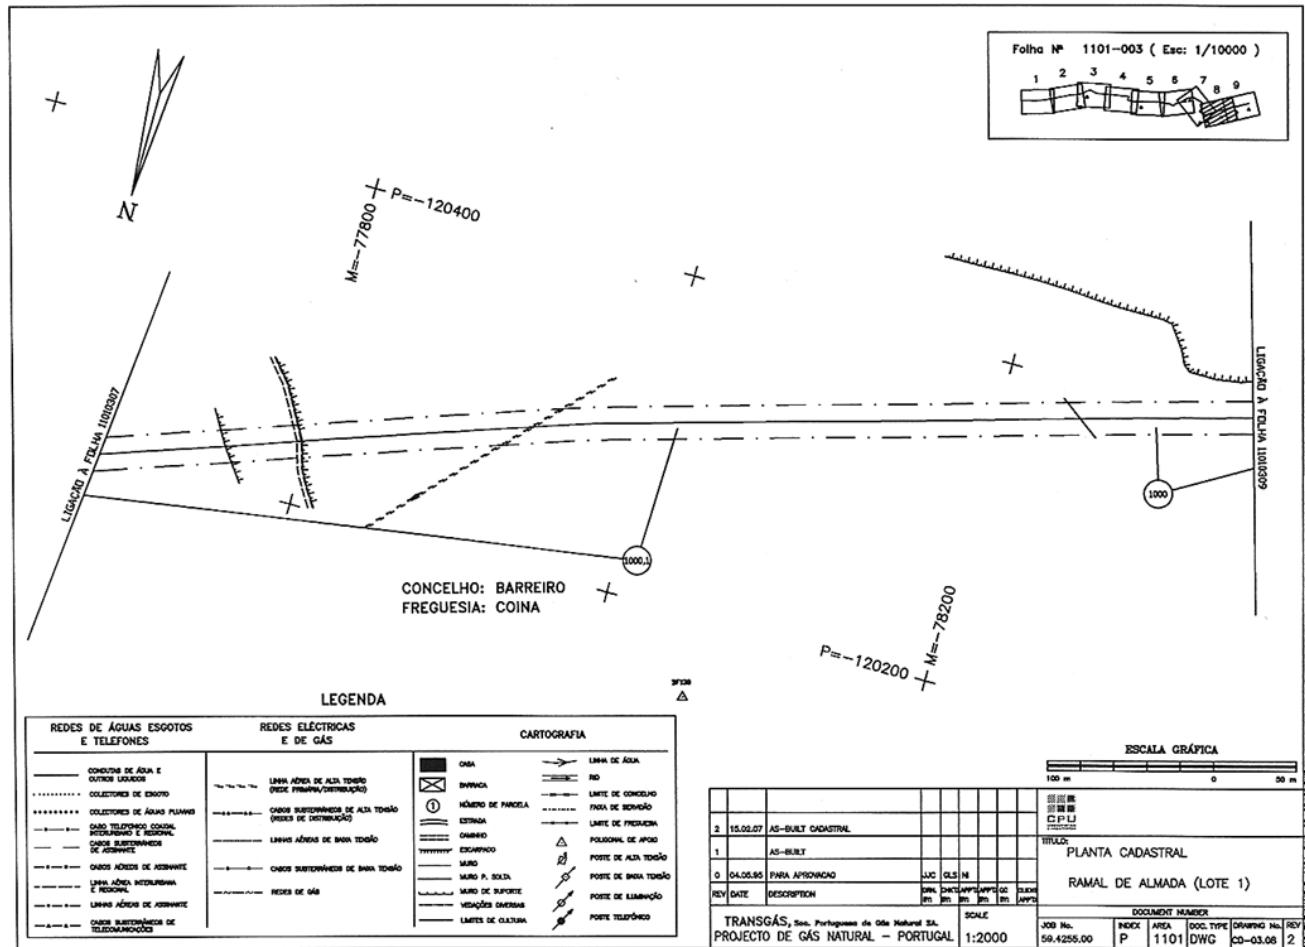 Folha Nº 1101-003 ( Esc: 1/10000 )
1 2 3 4 5 6 7 8 9
N
P=-120400
M=-77800
LIGAÇÃO À FOLHA 11010307
LIGAÇÃO À FOLHA 11010309
1000
1000,1
CONCELHO: BARREIRO
FREGUESIA: COINA
P=-120200
M=-78200
LEGENDA
REDES DE ÁGUAS ESGOTOS
E TELEFONES
CONDUTAS DE ÁGUA E
OUTROS LIQUIDOS
COLECTORES DE ESGOTO
COLECTORES DE ÁGUAS PLUVIAIS
CABO TELEFONICO COAXIAL
INTERURBANO E REGIONAL
CABOS SUBTERRÂNEOS
DE ASSINANTE
CABOS AÉREOS DE ASSINANTE
LINHA AÉREA INTERURBANA
E REGIONAL
LINHAS AÉREAS DE ASSINANTE
CABOS SUBTERRÂNEOS DE
TELECOMUNICAÇÕES
REDES ELÉCTRICAS
E DE GÁS
LINHA AÉREA DE ALTA TENSÃO
(REDE PRIMÁRIA/DISTRIBUIÇÃO)
CABOS SUBTERRÂNEOS DE ALTA TENSÃO
(REDES DE DISTRIBUIÇÃO)
LINHAS AÉREAS DE BAIXA TENSÃO
CABOS SUBTERRÂNEOS DE BAIXA TENSÃO
REDES DE GÁS
CARTOGRAFIA
CASA
BARRACA
1 NÚMERO DE PARCELA
ESTRADA
CAMINHO
ESCARPADO
MURO
MURO P. SOLTA
MURO DE SUPORTE
VEDAÇÕES DIVERSAS
LIMITES DE CULTURA
LINHA DE ÁGUA
RIO
LIMITE DE CONCELHO
FAIXA DE SERVIDÃO
LIMITE DE FREGUESIA
POLIGONAL DE APOIO
POSTE DE ALTA TENSÃO
POSTE DE BAIXA TENSÃO
POSTE DE ILUMINAÇÃO
POSTE TELEFÓNICO
ESCALA GRÁFICA
100 m 0 50 m
2 15.02.07 AS-BUILT CADASTRAL
1 AS-BUILT
0 04.05.95 PARA APROVACAO JJC GLS
REV DATE DESCRIPTION
CPU
TITULO:
PLANTA CADASTRAL
RAMAL DE ALMADA (LOTE 1)
TRANSGÁS, Soc. Portuguesa de Gás Natural SA.
PROJECTO DE GÁS NATURAL - PORTUGAL
SCALE
1:2000
DOCUMENT NUMBER
JOB No. INDEX AREA DOC. TYPE DRAWING No. REV
59.4255.00 P 1101 DWG CD-03.08 2